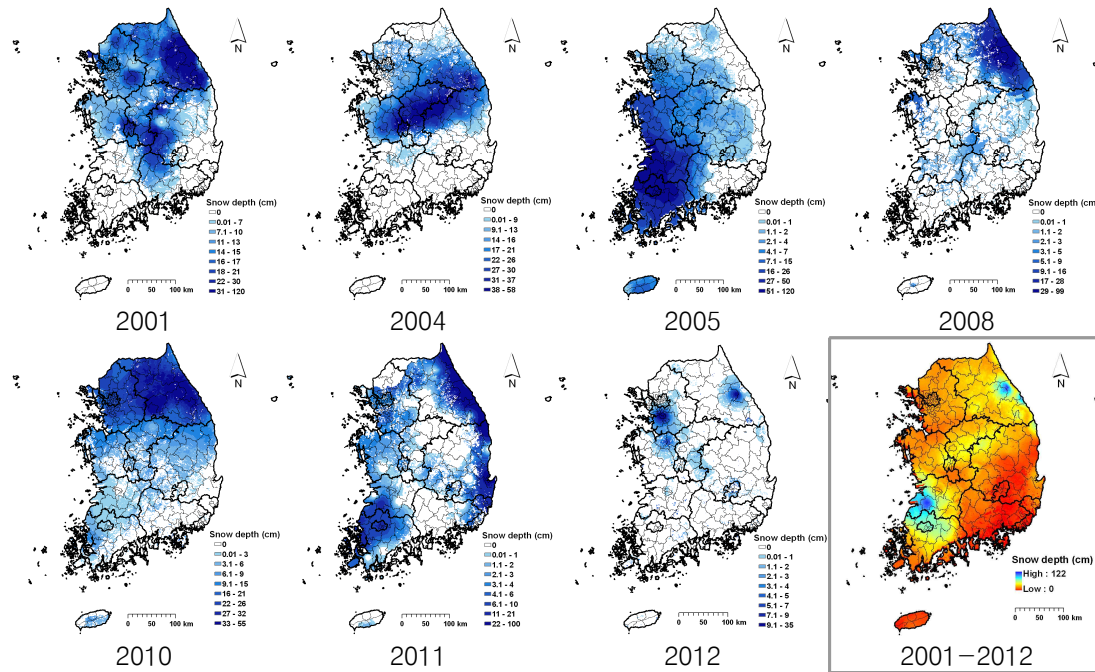 N
Snow depth (cm)
0
0.01 - 7
7.1 - 10
11 - 13
14 - 15
16 - 17
18 - 21
22 - 30
31 - 120
0 50 100 km
2001
N
Snow depth (cm)
0
0.01 - 9
9.1 - 13
14 - 16
17 - 21
22 - 26
27 - 30
31 - 37
38 - 58
0 50 100 km
2004
N
Snow depth (cm)
0
0.01 - 1
1.1 - 2
2.1 - 4
4.1 - 7
7.1 - 15
16 - 26
27 - 50
51 - 120
0 50 100 km
2005
N
Snow depth (cm)
0
0.01 - 1
1.1 - 2
2.1 - 3
3.1 - 5
5.1 - 9
9.1 - 16
17 - 28
29 - 99
0 50 100 km
2008
N
Snow depth (cm)
0
0.01 - 3
3.1 - 6
6.1 - 9
9.1 - 15
16 - 21
22 - 26
27 - 32
33 - 55
0 50 100 km
2010
N
Snow depth (cm)
0
0.01 - 1
1.1 - 2
2.1 - 3
3.1 - 4
4.1 - 6
6.1 - 10
11 - 21
22 - 100
0 50 100 km
2011
N
Snow depth (cm)
0
0.01 - 1
1.1 - 2
2.1 - 3
3.1 - 4
4.1 - 5
5.1 - 7
7.1 - 9
9.1 - 35
0 50 100 km
2012
N
Snow depth (cm)
High : 122
Low : 0
0 50 100 km
2001-2012